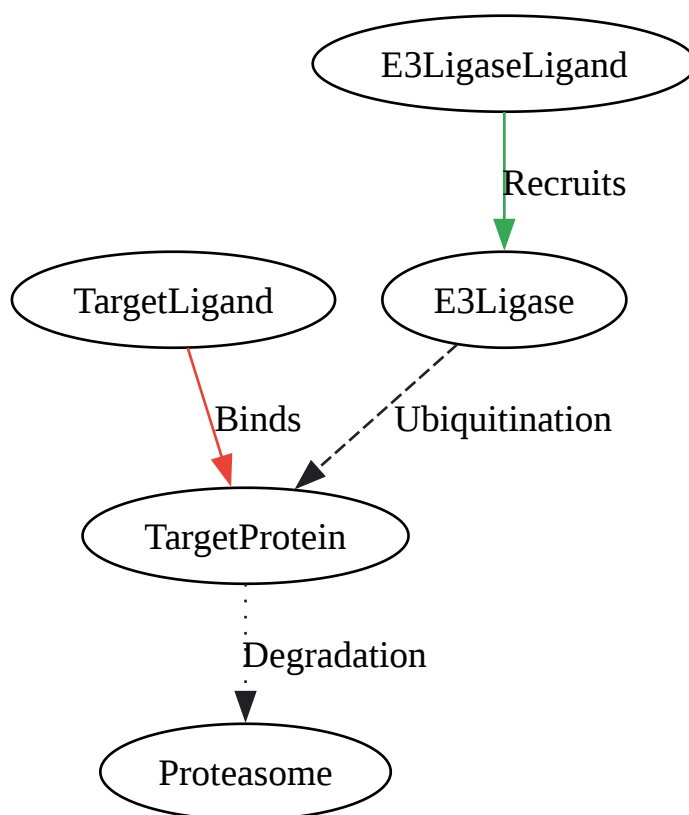 E3LigaseLigand
Recruits
TargetLigand
E3Ligase
Binds
Ubiquitination
TargetProtein
Degradation
Proteasome